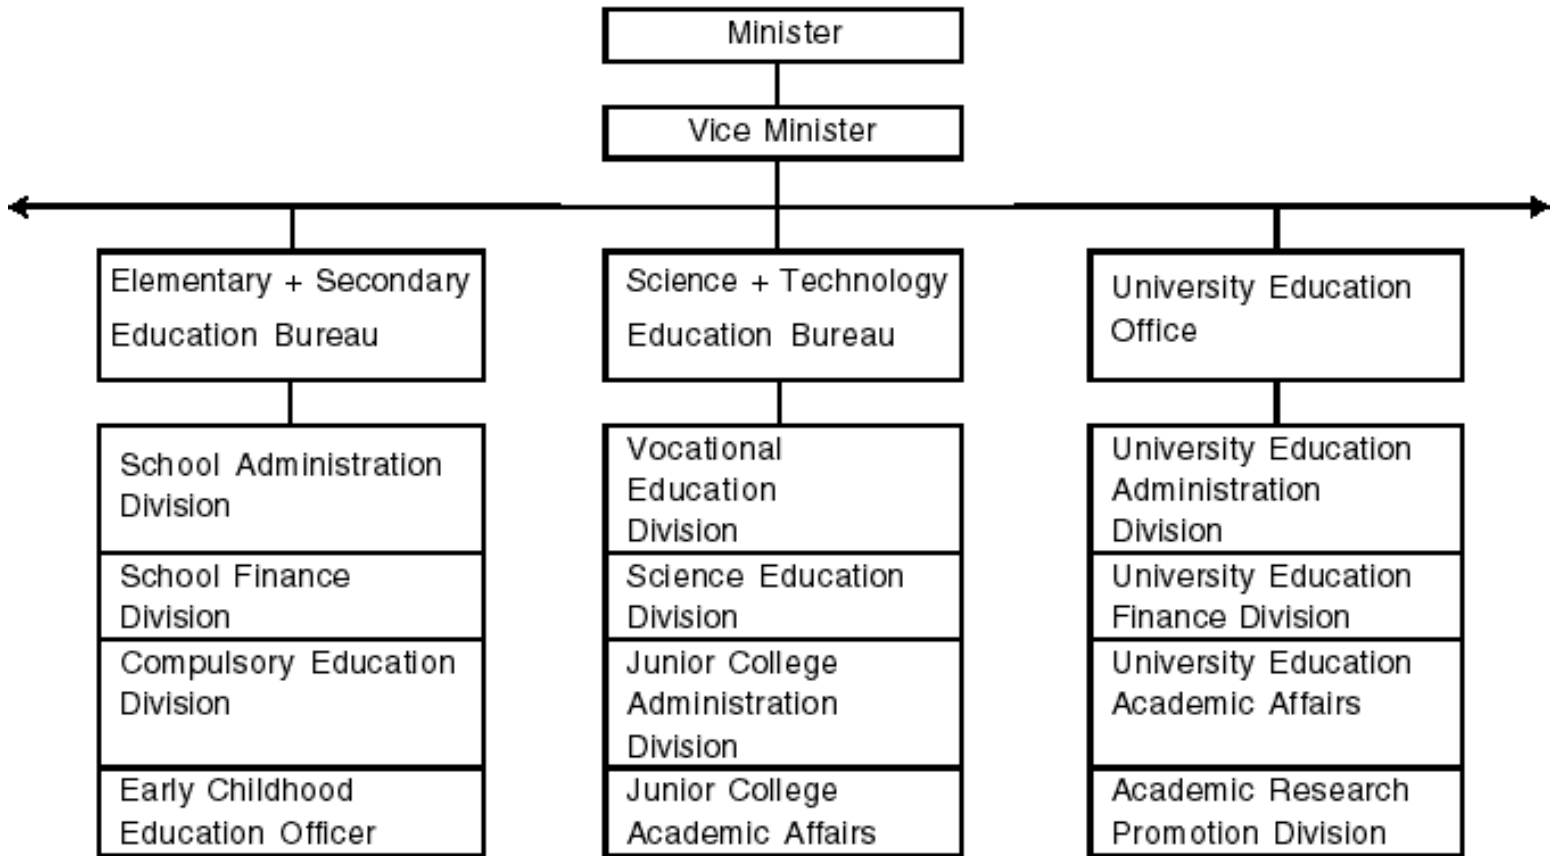 Minister
Vice Minister
Elementary + Secondary
Education Bureau
Science + Technology
Education Bureau
University Education
Office
School Administration
Division
School Finance
Division
Compulsory Education
Division
Early Childhood
Education Officer
Vocational
Education
Division
Science Education
Division
Junior College
Administration
Division
Junior College
Academic Affairs
University Education
Administration
Division
University Education
Finance Division
University Education
Academic Affairs
Academic Research
Promotion Division